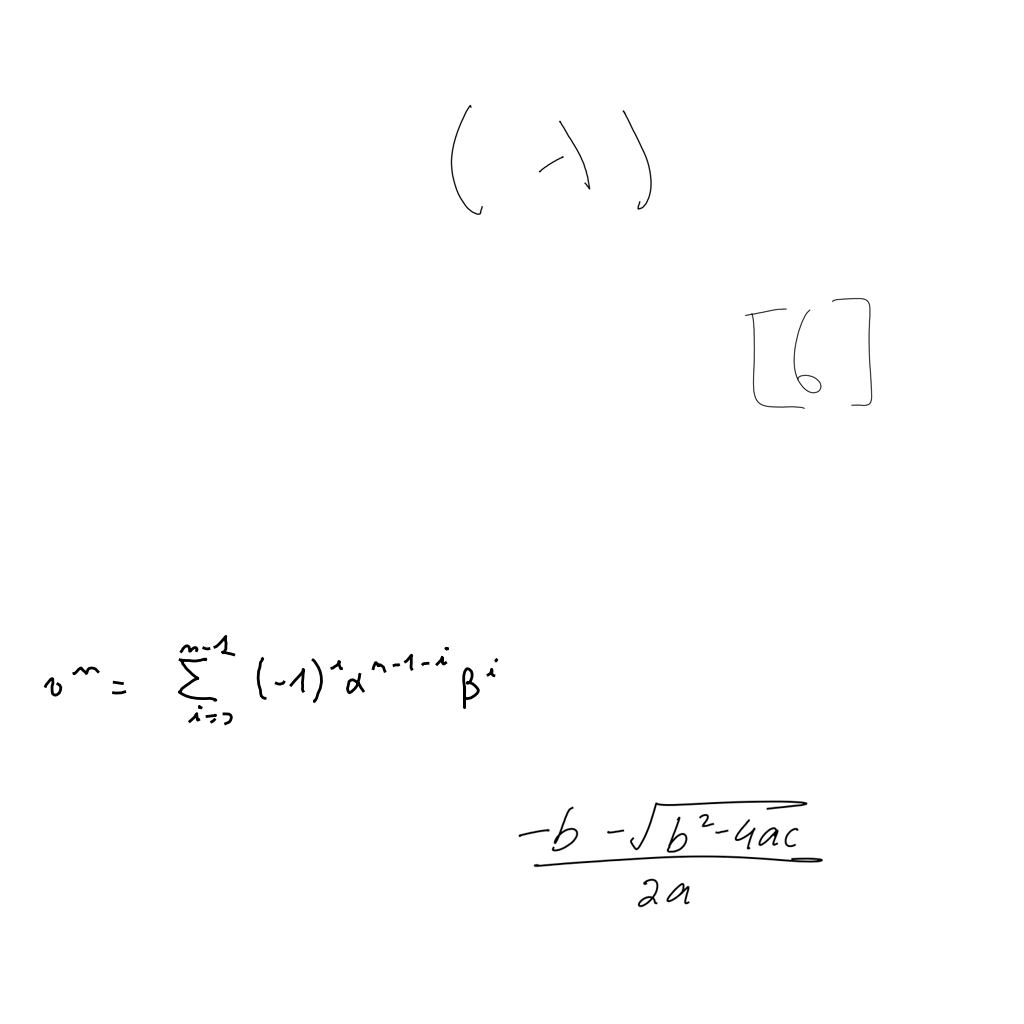 ( λ )
[6]
v^n = \sum_{i=0}^{n-1} (-1)^i α^{n-1-i} β^i
\frac{-b - \sqrt{b^2 - 4ac}}{2a}